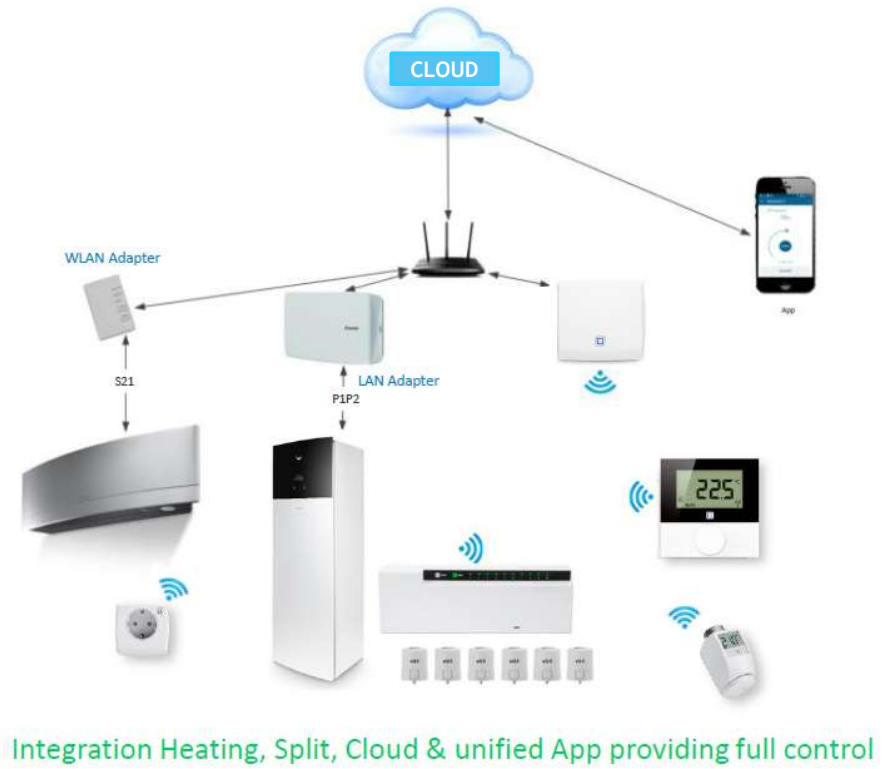 CLOUD
WLAN Adapter
App
S21
LAN Adapter
P1P2
22.5
Integration Heating, Split, Cloud & unified App providing full control